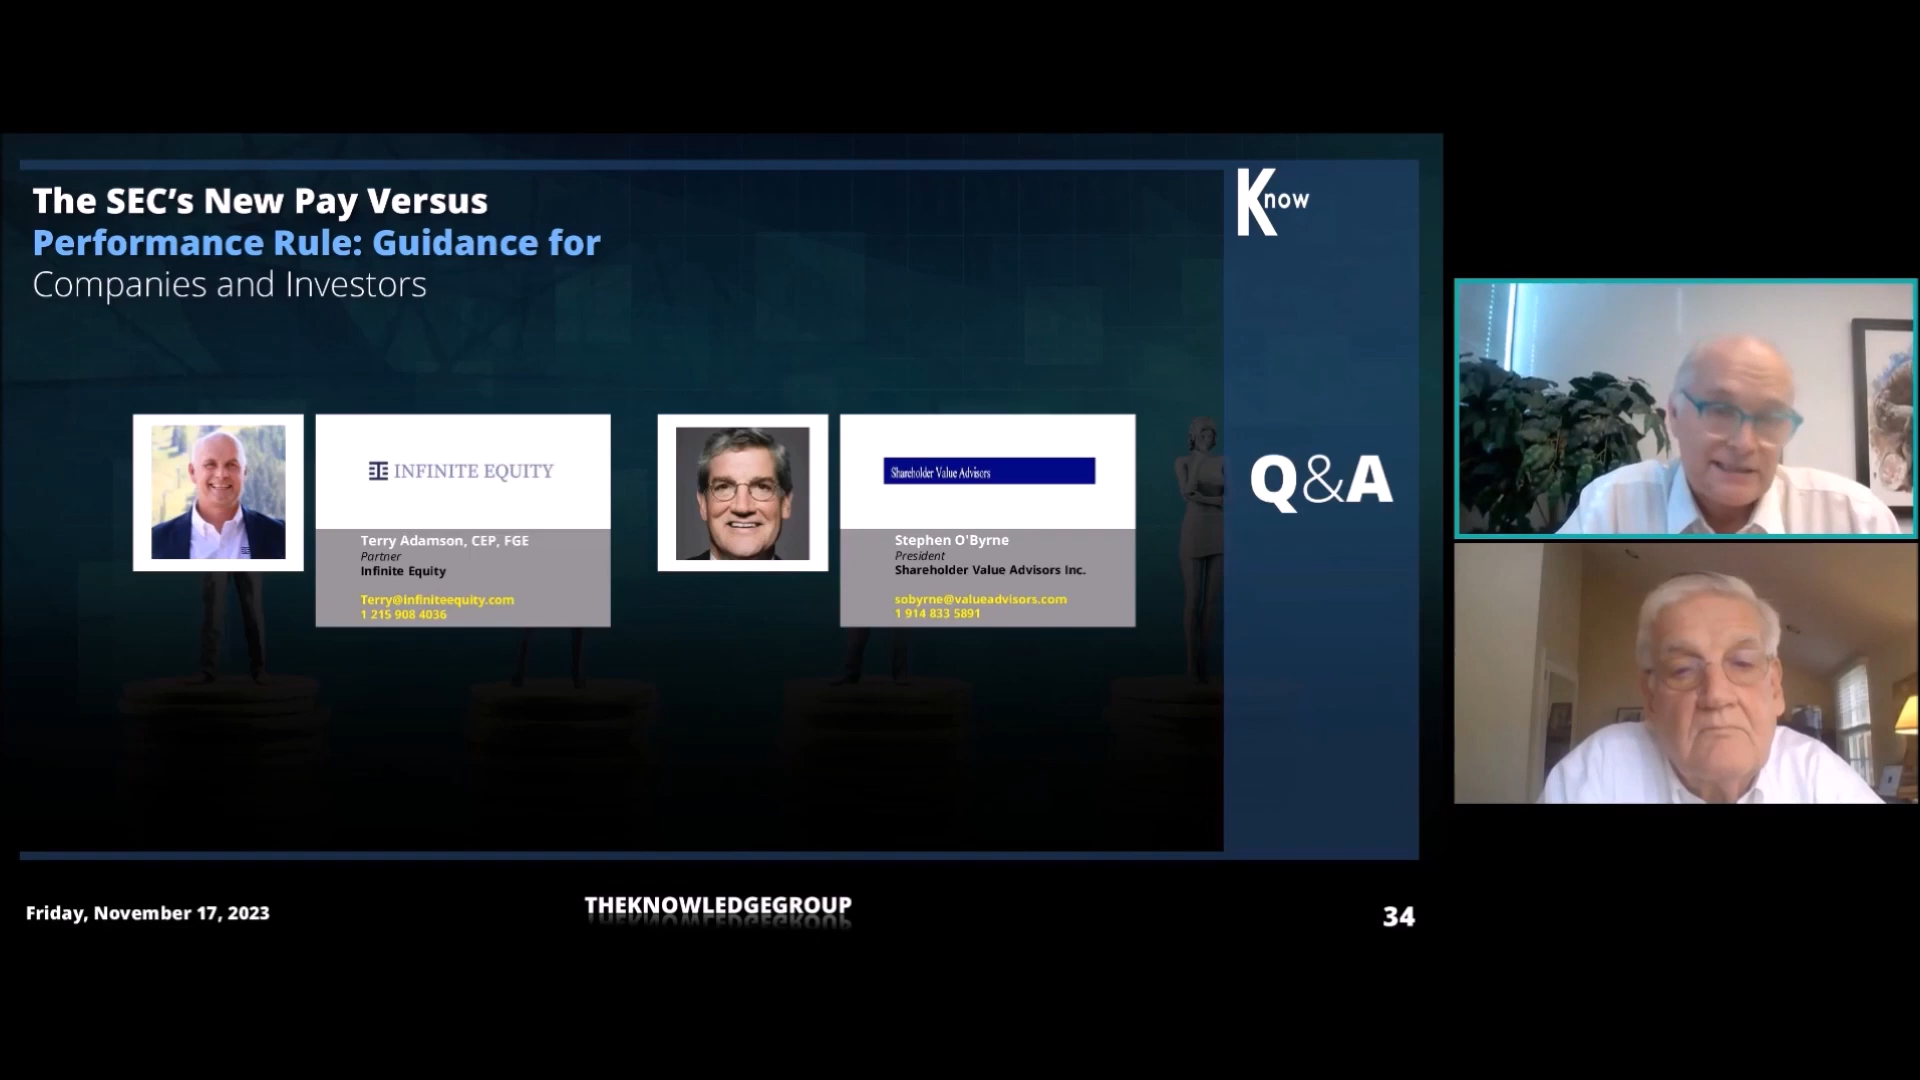 The SEC’s New Pay Versus
Performance Rule: Guidance for
Companies and Investors
Know
INFINITE EQUITY
Terry Adamson, CEP, FGE
Partner
Infinite Equity
Terry@infiniteequity.com
1 215 908 4036
Shareholder Value Advisors
Stephen O'Byrne
President
Shareholder Value Advisors Inc.
sobyrne@valueadvisors.com
1 914 833 5891
Q&A
Friday, November 17, 2023
THEKNOWLEDGEGROUP
34